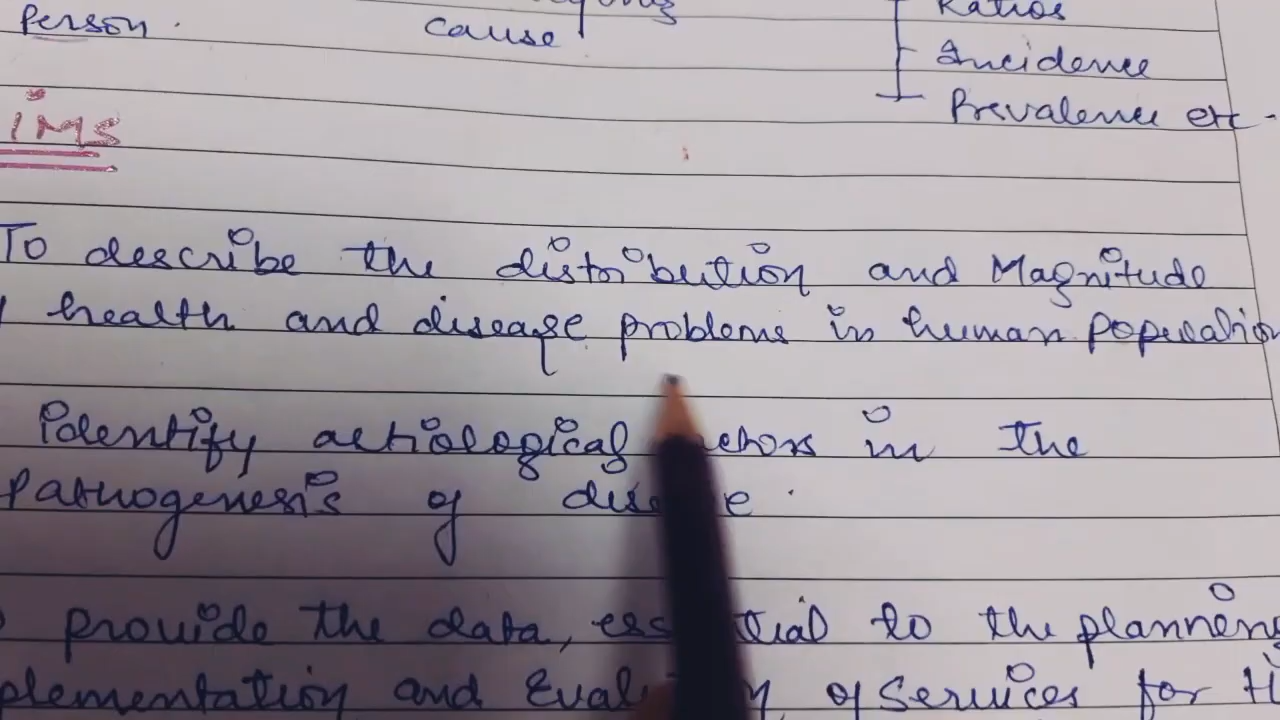 Person.
cause
Ratios
Incidence
Prevalence etc.
iMS
To describe the distribution and Magnitude
health and disease problems in human population
identify aetiological in the
Pathogenesis of
provide the data, to the planning
plementation and of Services for